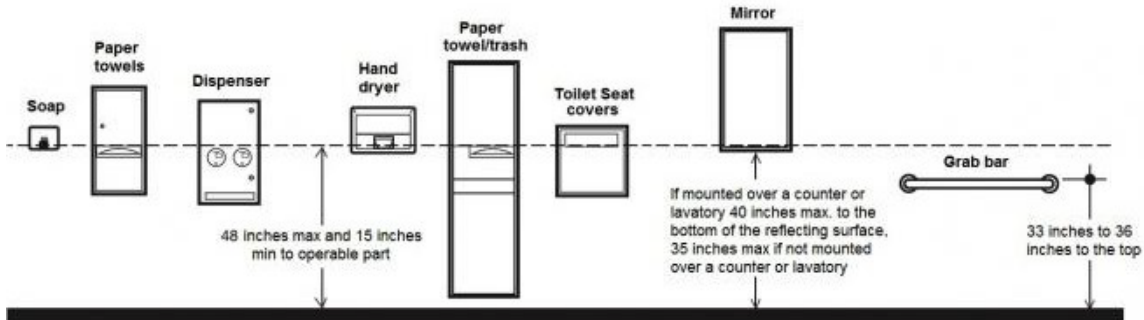 Soap
Paper
towels
Dispenser
Hand
dryer
Paper
towel/trash
Toilet Seat
covers
Mirror
Grab bar
48 inches max and 15 inches
min to operable part
If mounted over a counter or
lavatory 40 inches max. to the
bottom of the reflecting surface,
35 inches max if not mounted
over a counter or lavatory
33 inches to 36
inches to the top